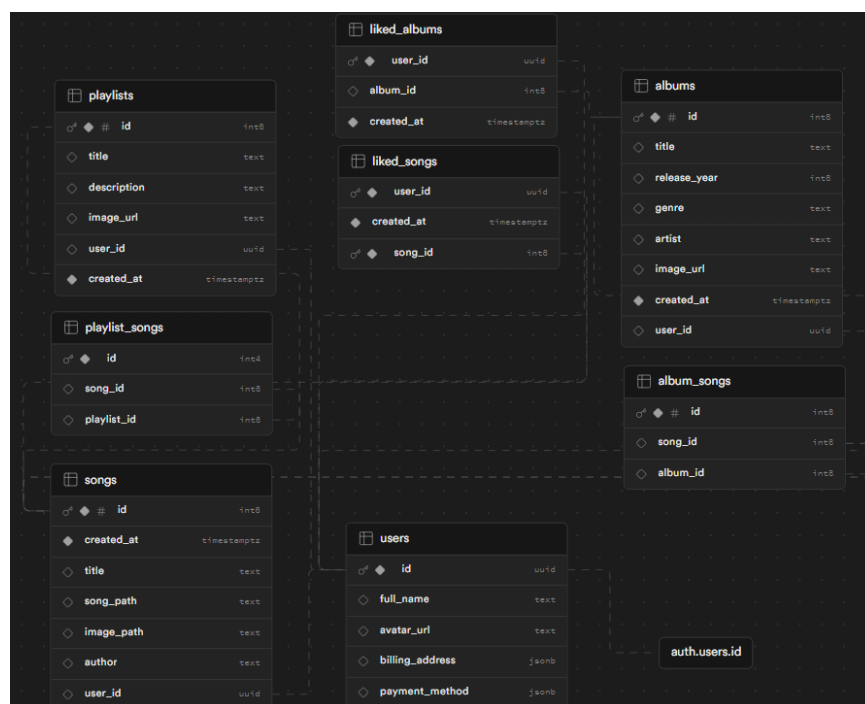 liked_albums
user_id uuid
album_id int8
created_at timestamptz
playlists
# id int8
title text
description text
image_url text
user_id uuid
created_at timestamptz
liked_songs
user_id uuid
created_at timestamptz
song_id int8
albums
# id int8
title text
release_year int8
genre text
artist text
image_url text
created_at timestamptz
user_id uuid
playlist_songs
id int4
song_id int8
playlist_id int8
album_songs
# id int8
song_id int8
album_id int8
songs
# id int8
created_at timestamptz
title text
song_path text
image_path text
author text
user_id uuid
users
id uuid
full_name text
avatar_url text
billing_address jsonb
payment_method jsonb
auth.users.id